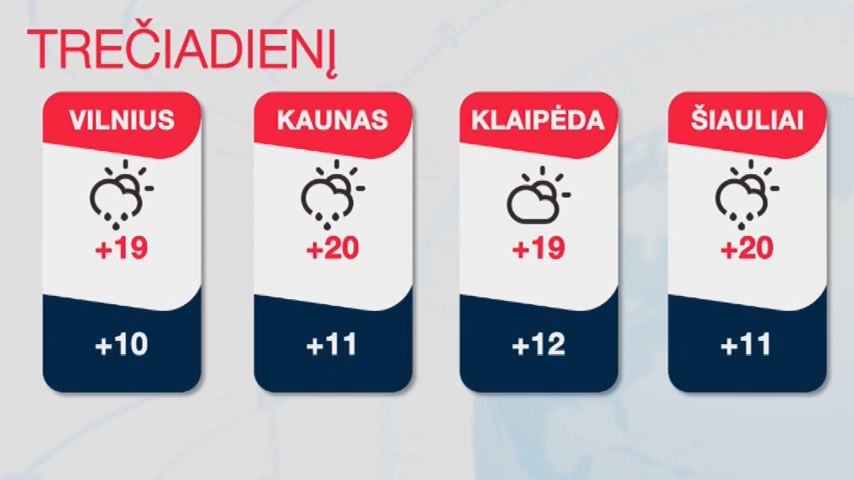 TREČIADIENĮ
VILNIUS
+19
+10
KAUNAS
+20
+11
KLAIPĖDA
+19
+12
ŠIAULIAI
+20
+11